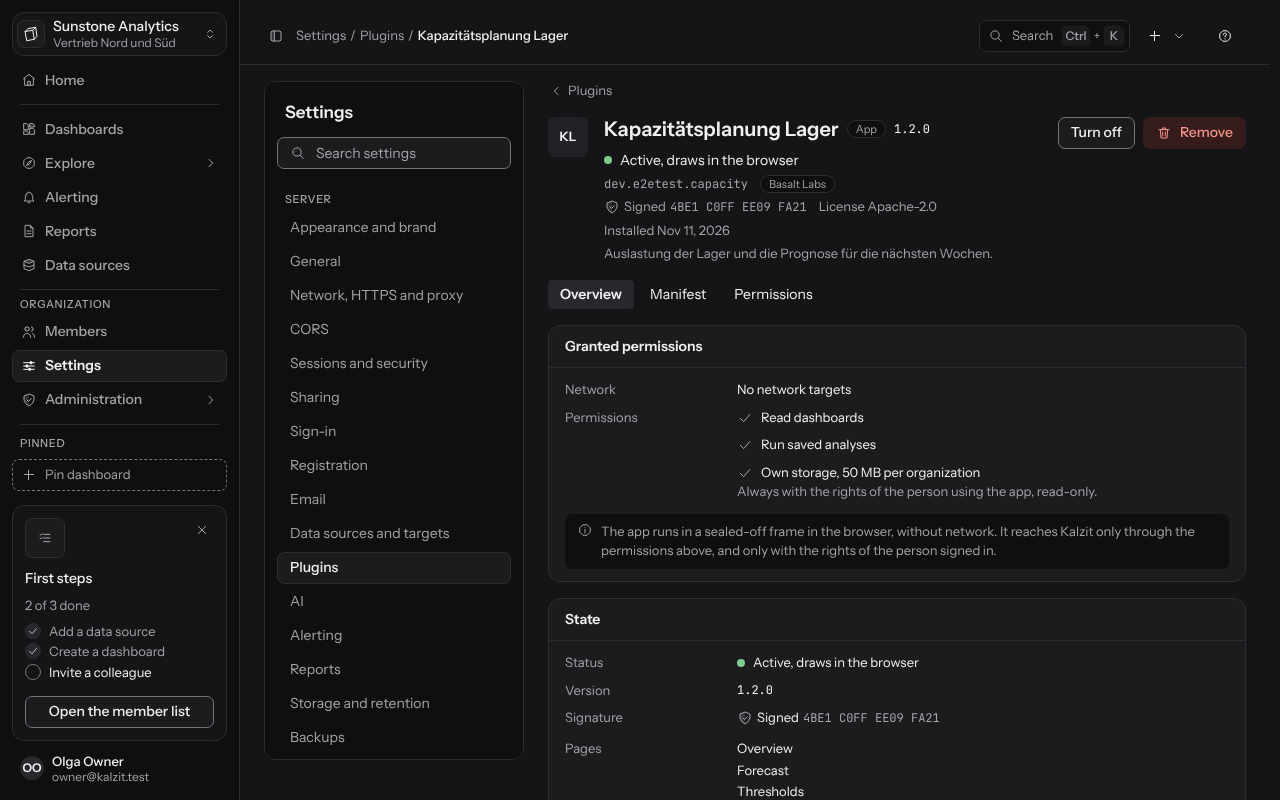 Sunstone Analytics
Vertrieb Nord und Süd
Home
Dashboards
Explore
Alerting
Reports
Data sources
ORGANIZATION
Members
Settings
Administration
PINNED
Pin dashboard
First steps
2 of 3 done
Add a data source
Create a dashboard
Invite a colleague
Open the member list
OO
Olga Owner
owner@kalzit.test
Settings / Plugins / Kapazitätsplanung Lager
Search Ctrl + K
Settings
Search settings
SERVER
Appearance and brand
General
Network, HTTPS and proxy
CORS
Sessions and security
Sharing
Sign-in
Registration
Email
Data sources and targets
Plugins
AI
Alerting
Reports
Storage and retention
Backups
Plugins
KL
Kapazitätsplanung Lager App 1.2.0
Turn off
Remove
Active, draws in the browser
dev.e2etest.capacity Basalt Labs
Signed 4BE1 C0FF EE09 FA21 License Apache-2.0
Installed Nov 11, 2026
Auslastung der Lager und die Prognose für die nächsten Wochen.
Overview Manifest Permissions
Granted permissions
Network No network targets
Permissions Read dashboards
Run saved analyses
Own storage, 50 MB per organization
Always with the rights of the person using the app, read-only.
The app runs in a sealed-off frame in the browser, without network. It reaches Kalzit only through the
permissions above, and only with the rights of the person signed in.
State
Status Active, draws in the browser
Version 1.2.0
Signature Signed 4BE1 C0FF EE09 FA21
Pages Overview
Forecast
Thresholds